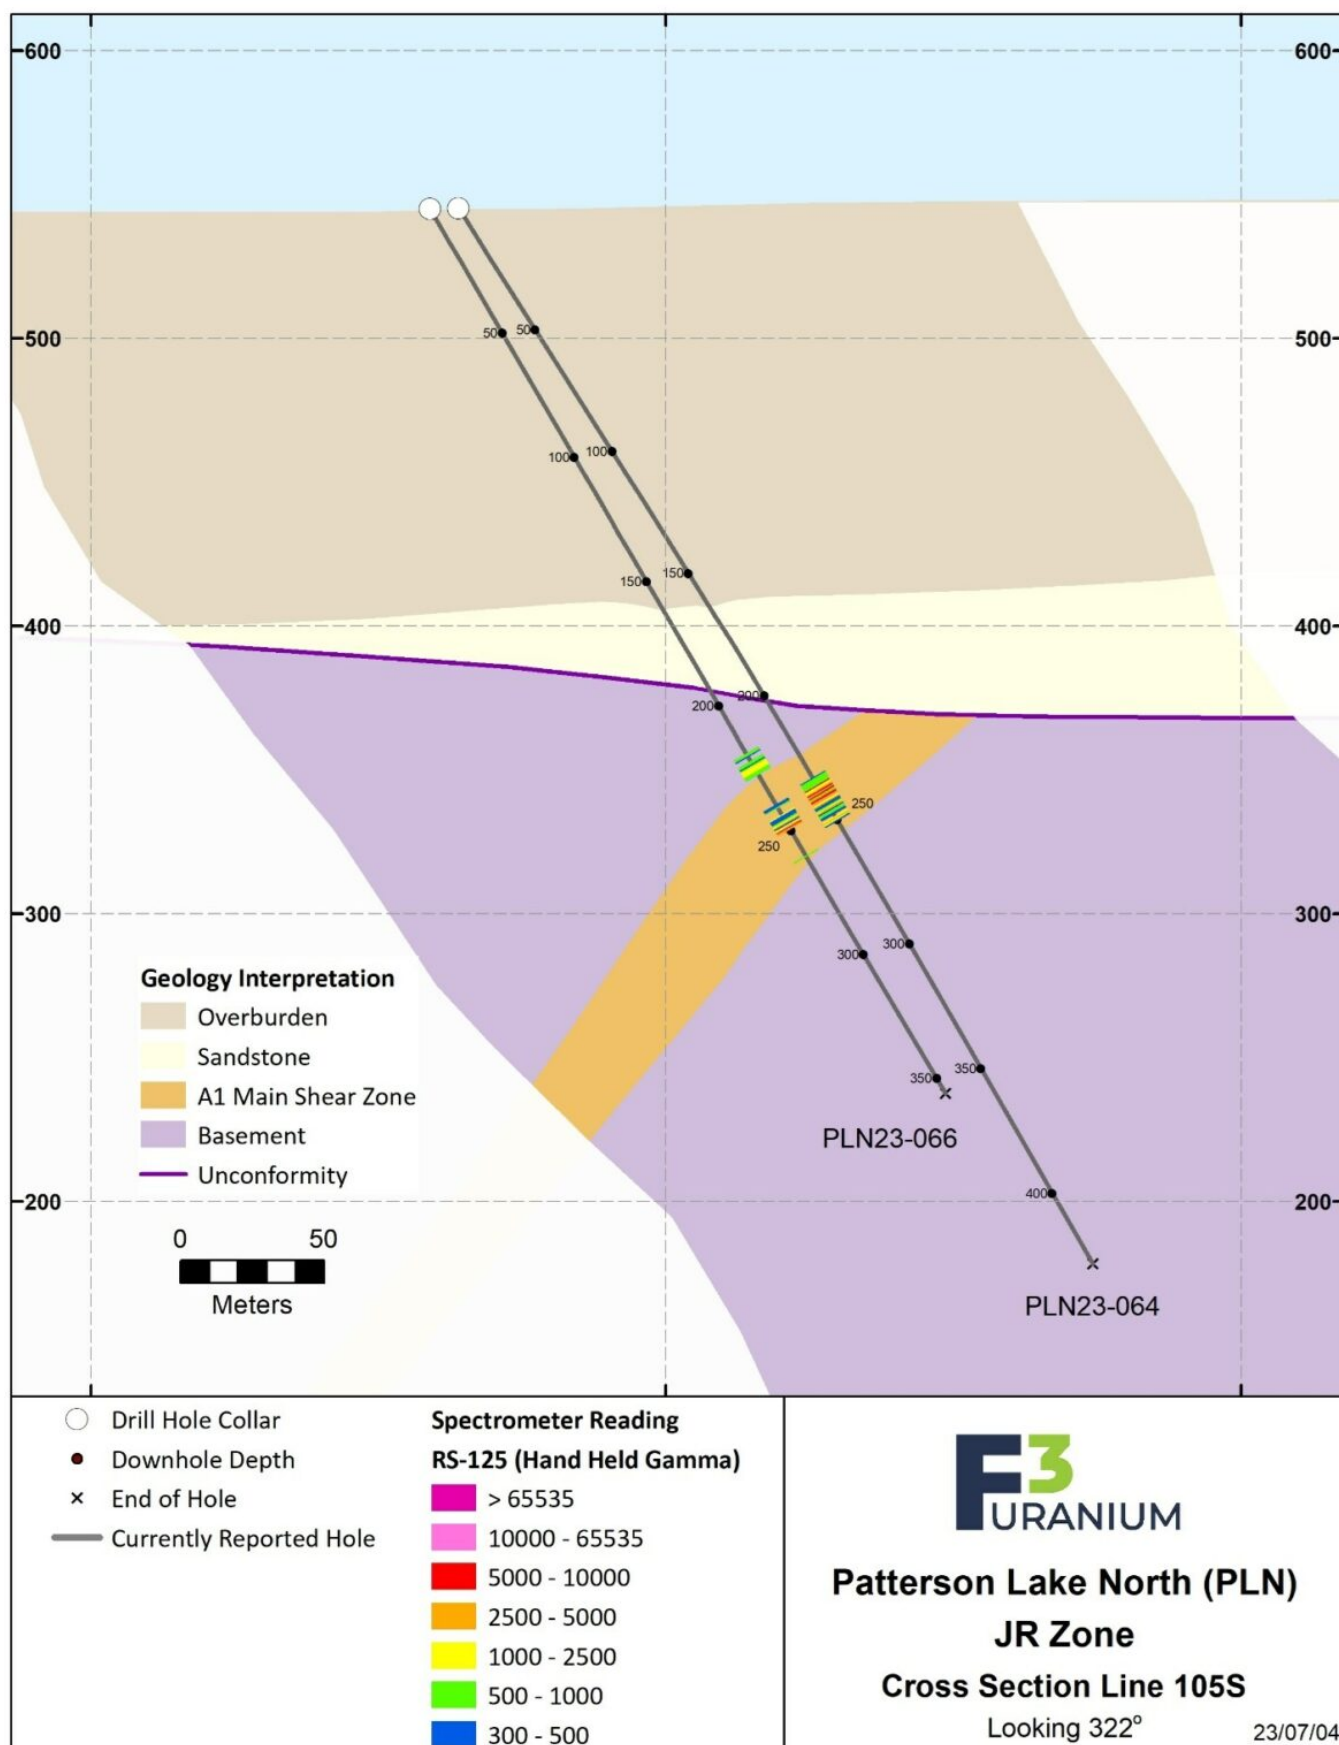 600 600
500 500
400 400
300 300
200 200
50 50
100 100
150 150
200 200
250
250
300 300
350 350
400
PLN23-066
PLN23-064
Geology Interpretation
Overburden
Sandstone
A1 Main Shear Zone
Basement
Unconformity
0 50
Meters
Drill Hole Collar
Downhole Depth
End of Hole
Currently Reported Hole
Spectrometer Reading
RS-125 (Hand Held Gamma)
> 65535
10000 - 65535
5000 - 10000
2500 - 5000
1000 - 2500
500 - 1000
300 - 500
F3
URANIUM
Patterson Lake North (PLN)
JR Zone
Cross Section Line 105S
Looking 322°
23/07/04